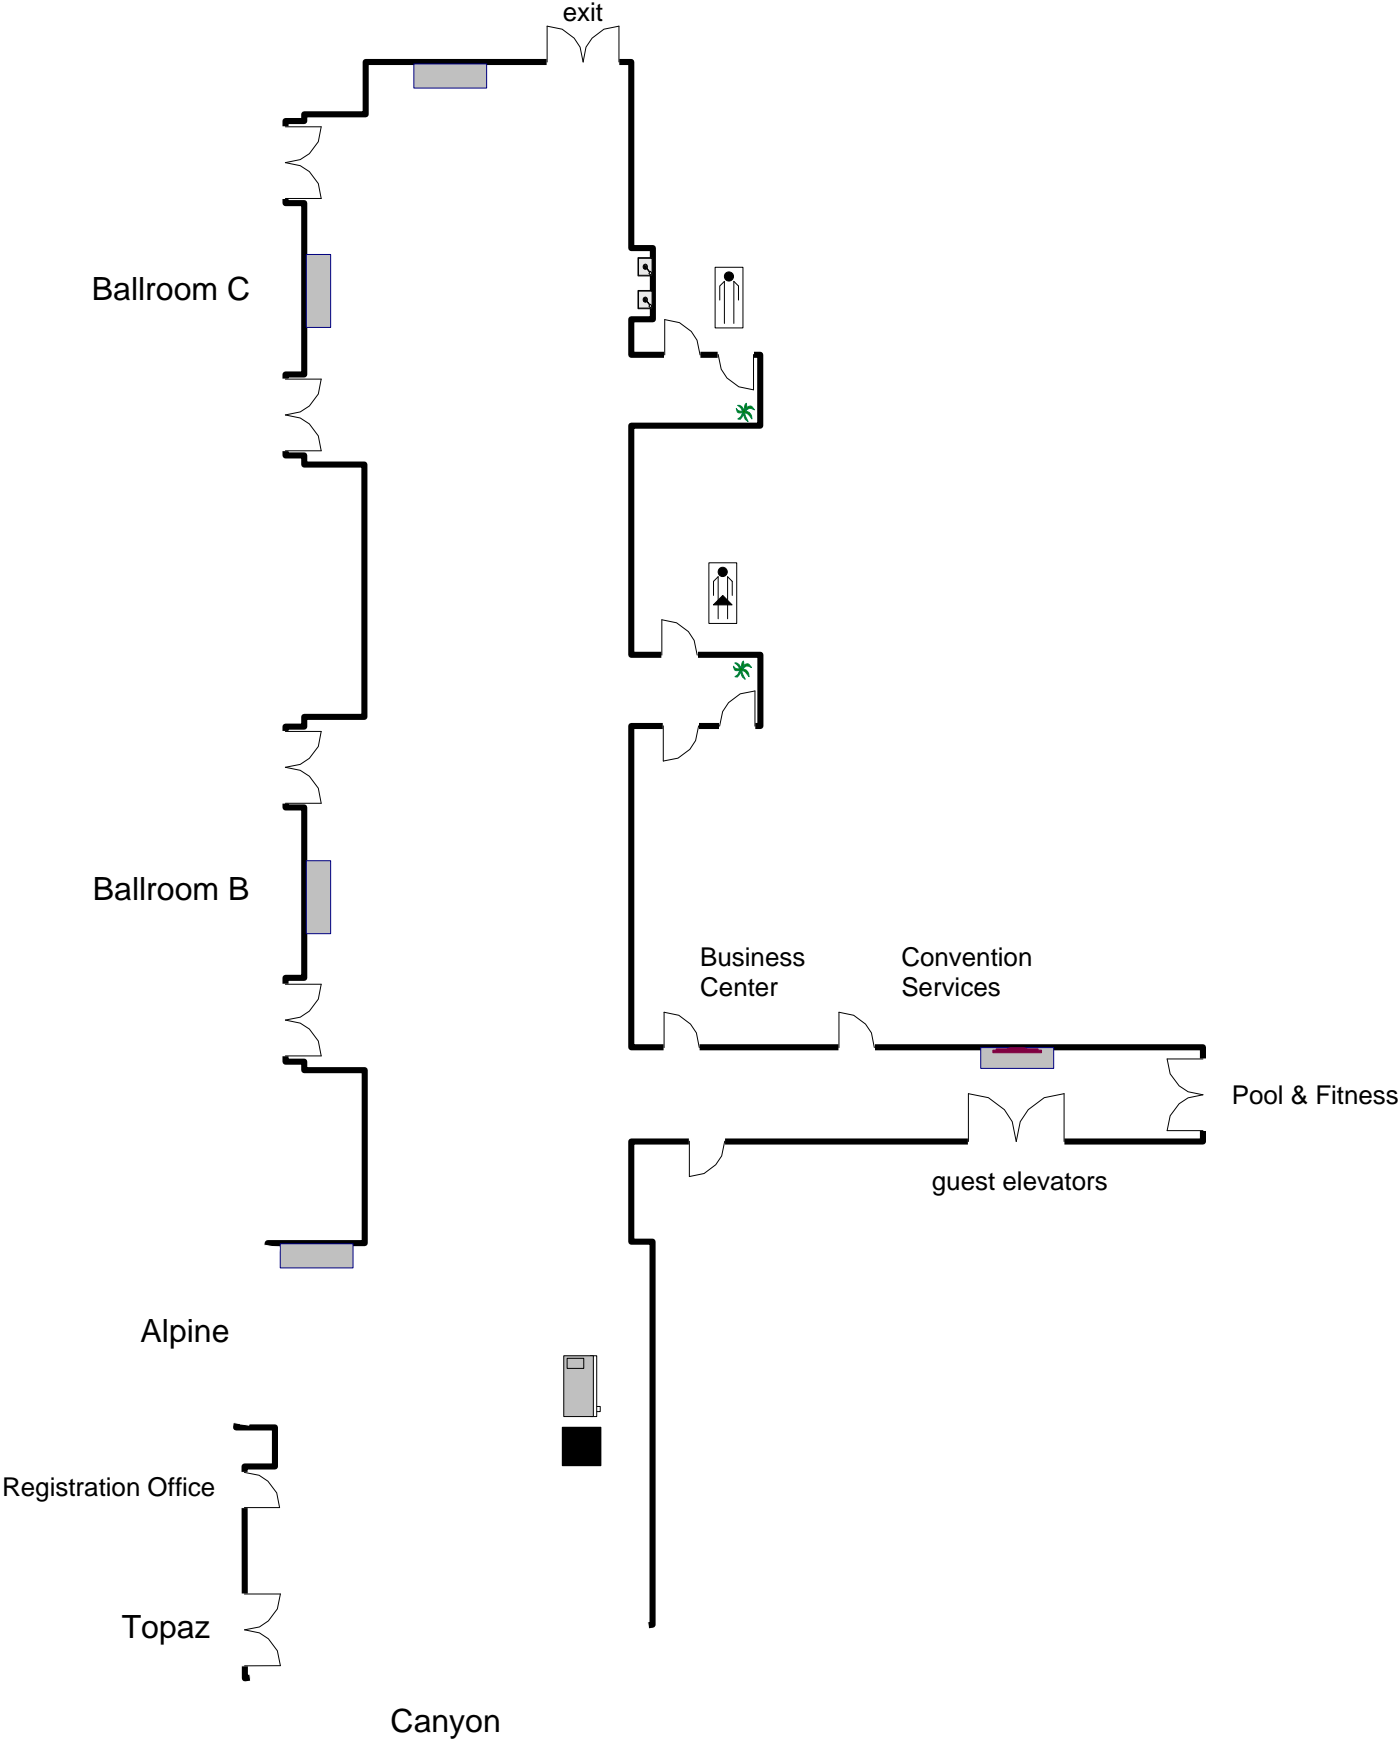 exit
Ballroom C
Ballroom B
Business
Center
Convention
Services
Pool & Fitness
guest elevators
Alpine
Registration Office
Topaz
Canyon